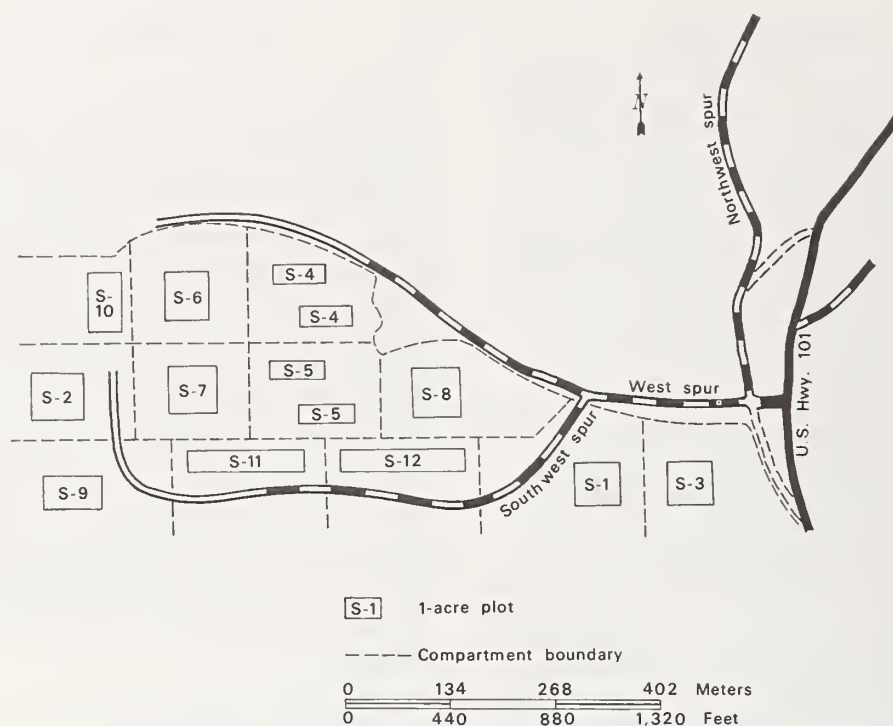 N
Northwest spur
U.S. Hwy. 101
West spur
Southwest spur
S-
10
S-6
S-4
S-4
S-2
S-7
S-5
S-5
S-8
S-9
S-11
S-12
S-1
S-3
S-1 1-acre plot
Compartment boundary
0 134 268 402 Meters
0 440 880 1,320 Feet